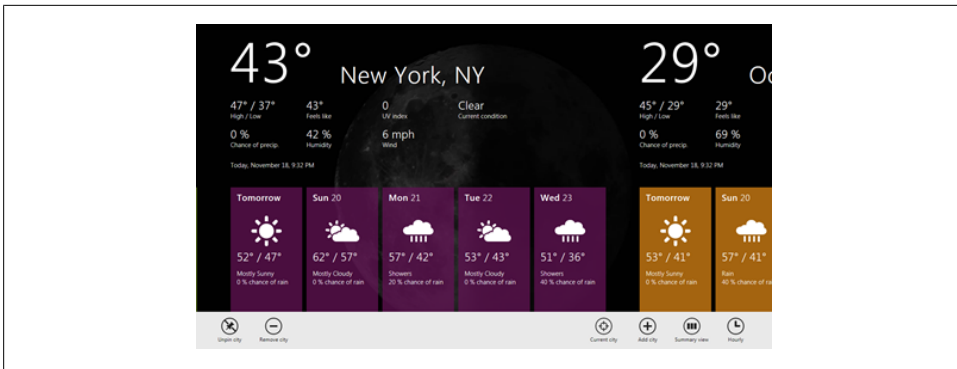 43°
New York, NY
47° / 37°
High / Low
43°
Feels like
0
UV index
Clear
Current condition
0 %
Chance of precip.
42 %
Humidity
6 mph
Wind
Today, November 18, 9:32 PM
Tomorrow
52° / 47°
Mostly Sunny
0 % chance of rain
Sun 20
62° / 57°
Mostly Cloudy
0 % chance of rain
Mon 21
57° / 42°
Showers
20 % chance of rain
Tue 22
53° / 43°
Mostly Cloudy
0 % chance of rain
Wed 23
51° / 36°
Showers
40 % chance of rain
29°
45° / 29°
High / Low
29°
Feels like
0 %
Chance of precip.
69 %
Humidity
Today, November 18, 9:32 PM
Tomorrow
53° / 41°
Mostly Sunny
0 % chance of rain
Sun 20
57° / 41°
Rain
40 % chance of ra
Unpin city
Remove city
Current city
Add city
Summary view
Hourly